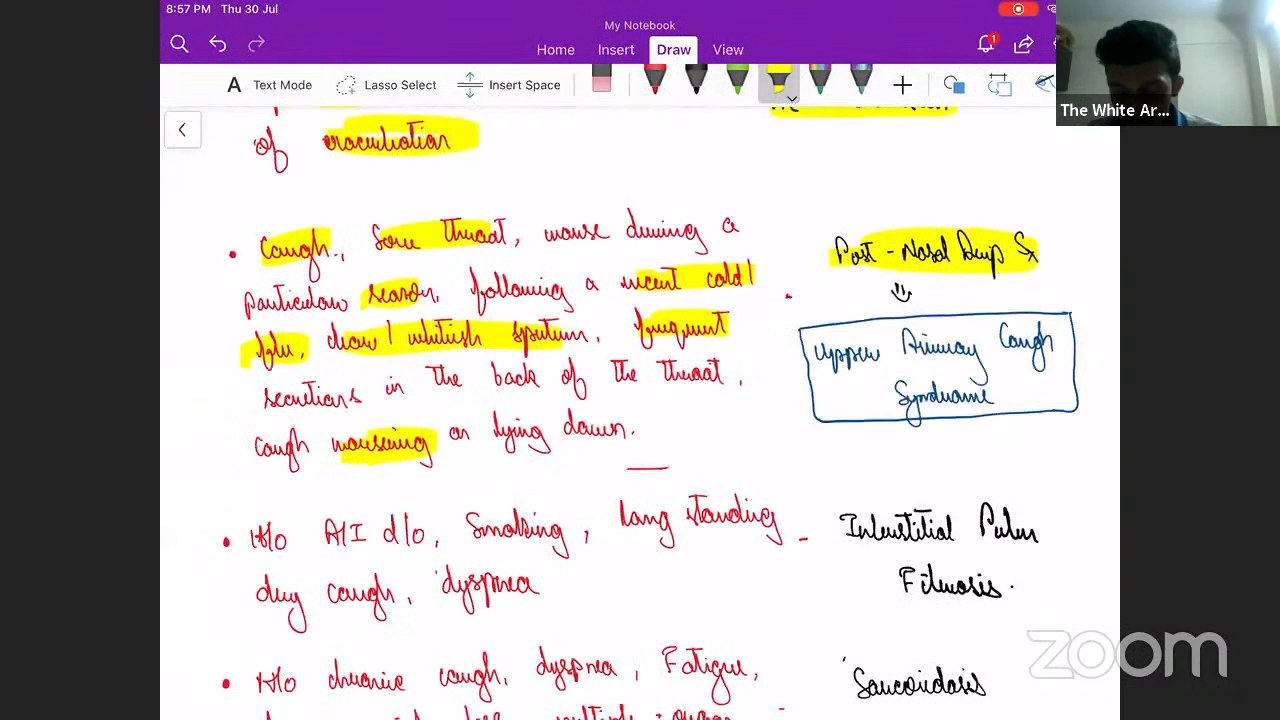 8:57 PM Thu 30 Jul
My Notebook
Home Insert Draw View
1
A Text Mode Lasso Select Insert Space
The White Ar...
of
Cough, Sore throat, worse during a
particular season, following a recent cold/
flu, clear/whitish sputum, frequent
secretions in the back of the throat,
cough worsening on lying down.
Post-Nasal Drip Sx
Upper Airway Cough
Syndrome
H/o A/I d/o, Smoking, long standing
dry cough, dyspnea
Interstitial Pulm
Fibrosis.
H/o chronic cough, dyspnea, Fatigue,
Sarcoidosis
multiple organ
zoom